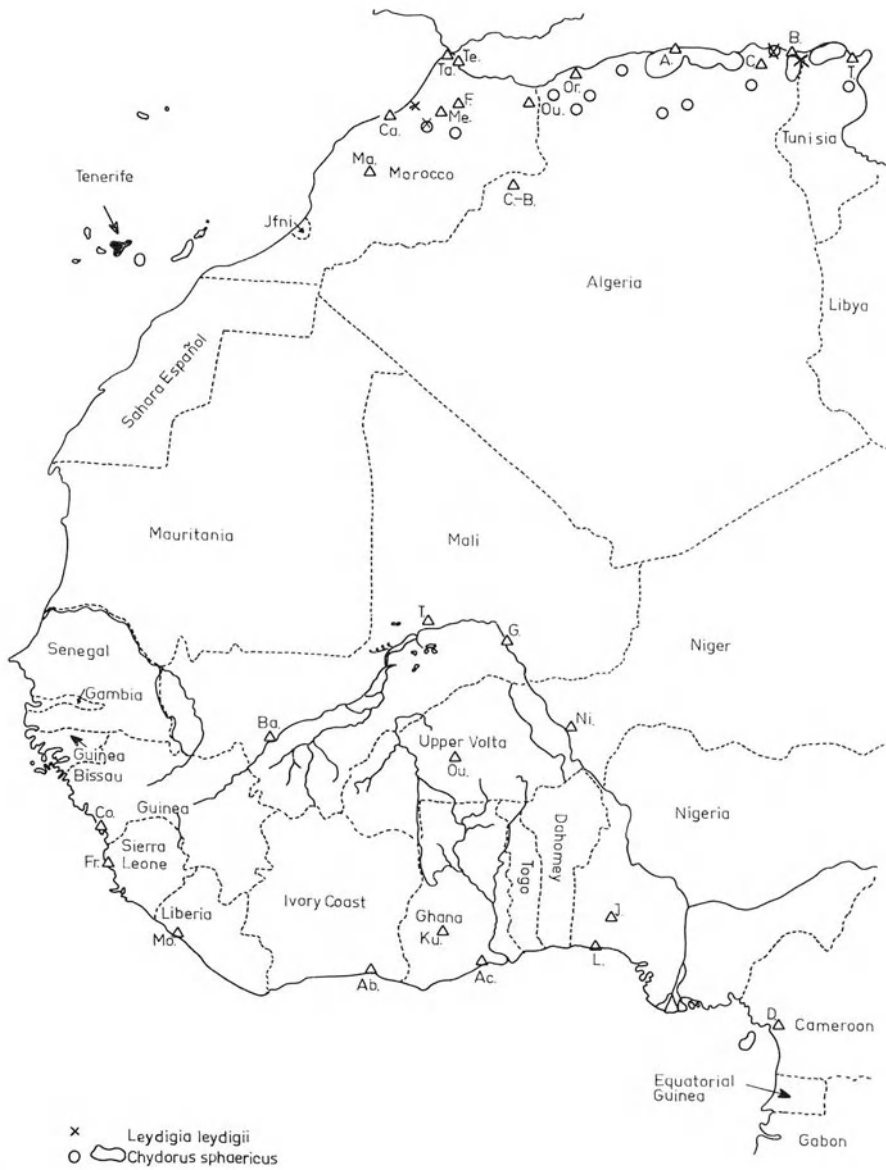 Te.
Ta.
A.
B.
C.
T.
Or.
Ou.
F.
Me.
Ca.
Tunisia
Ma.
Morocco
C.-B.
Tenerife
Jfni
Algeria
Libya
Sahara Español
Mauritania
Mali
Niger
T.
G.
Senegal
Gambia
Guinea
Bissau
Ba.
Ni.
Upper Volta
Ou.
Guinea
Co.
Sierra
Leone
Fr.
Nigeria
Dahomey
Togo
Ivory Coast
Ghana
Ku.
J.
Liberia
Mo.
L.
Ab.
Ac.
D.
Cameroon
Equatorial
Guinea
Gabon
Leydigia leydigii
Chydorus sphaericus